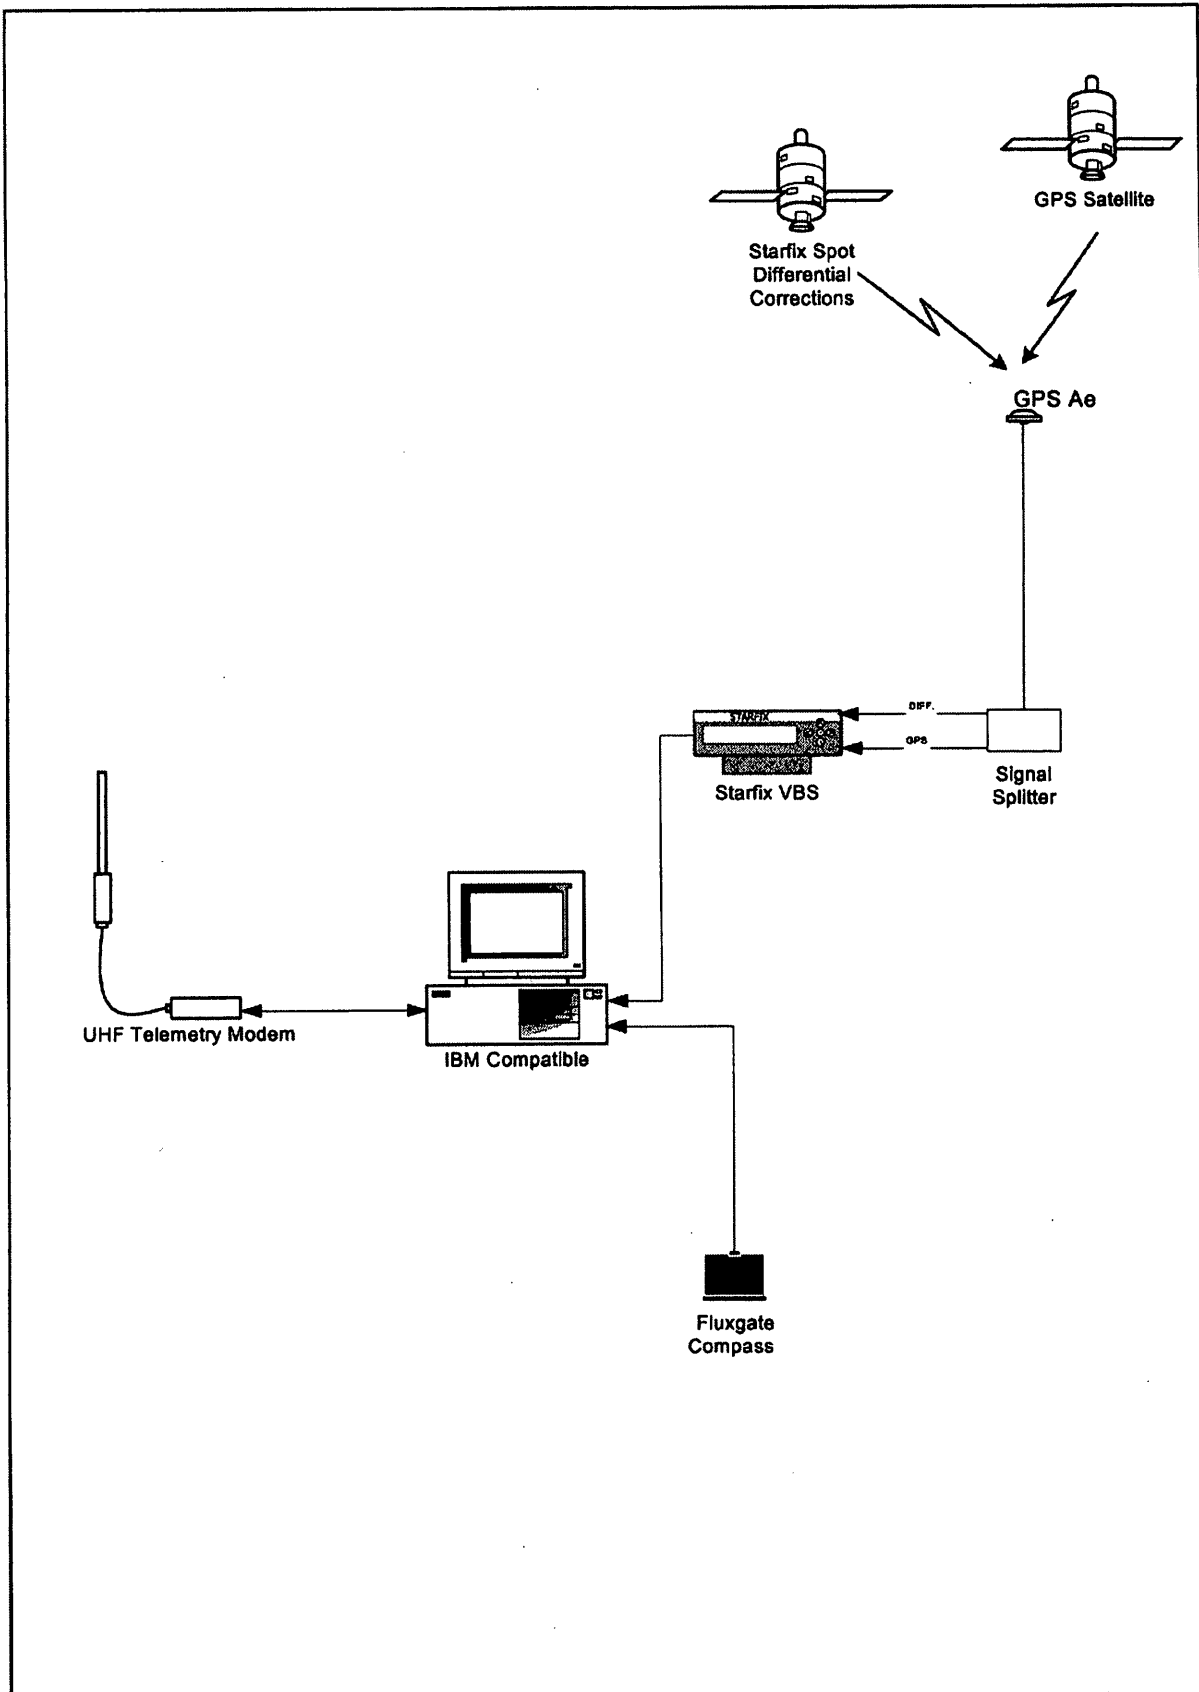 GPS Satellite
Starfix Spot
Differential
Corrections
GPS Ae
DIFF.
STARFIX
GPS
Starfix VBS
Signal
Splitter
UHF Telemetry Modem
IBM Compatible
Fluxgate
Compass